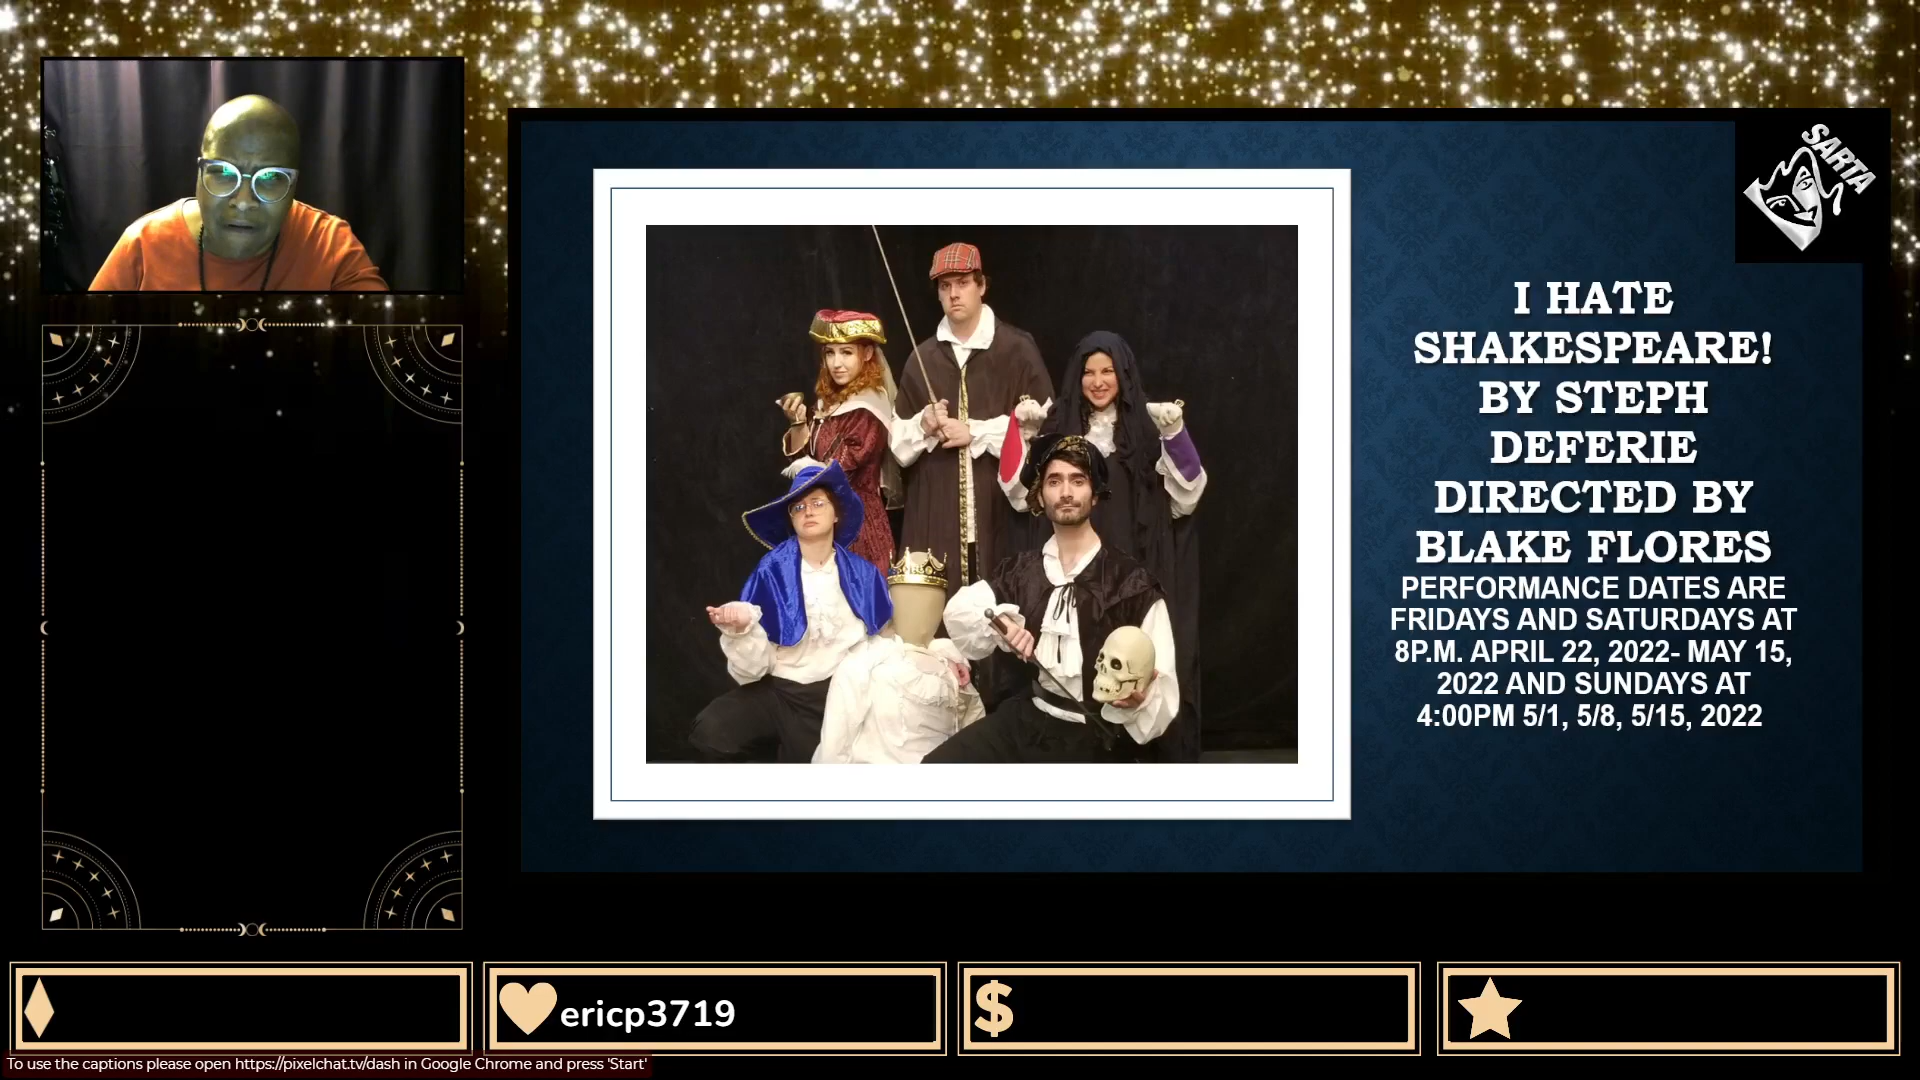 SARTA
I HATE
SHAKESPEARE!
BY STEPH
DEFERIE
DIRECTED BY
BLAKE FLORES
PERFORMANCE DATES ARE
FRIDAYS AND SATURDAYS AT
8P.M. APRIL 22, 2022- MAY 15,
2022 AND SUNDAYS AT
4:00PM 5/1, 5/8, 5/15, 2022
ericp3719
$
To use the captions please open https://pixelchat.tv/dash in Google Chrome and press 'Start'